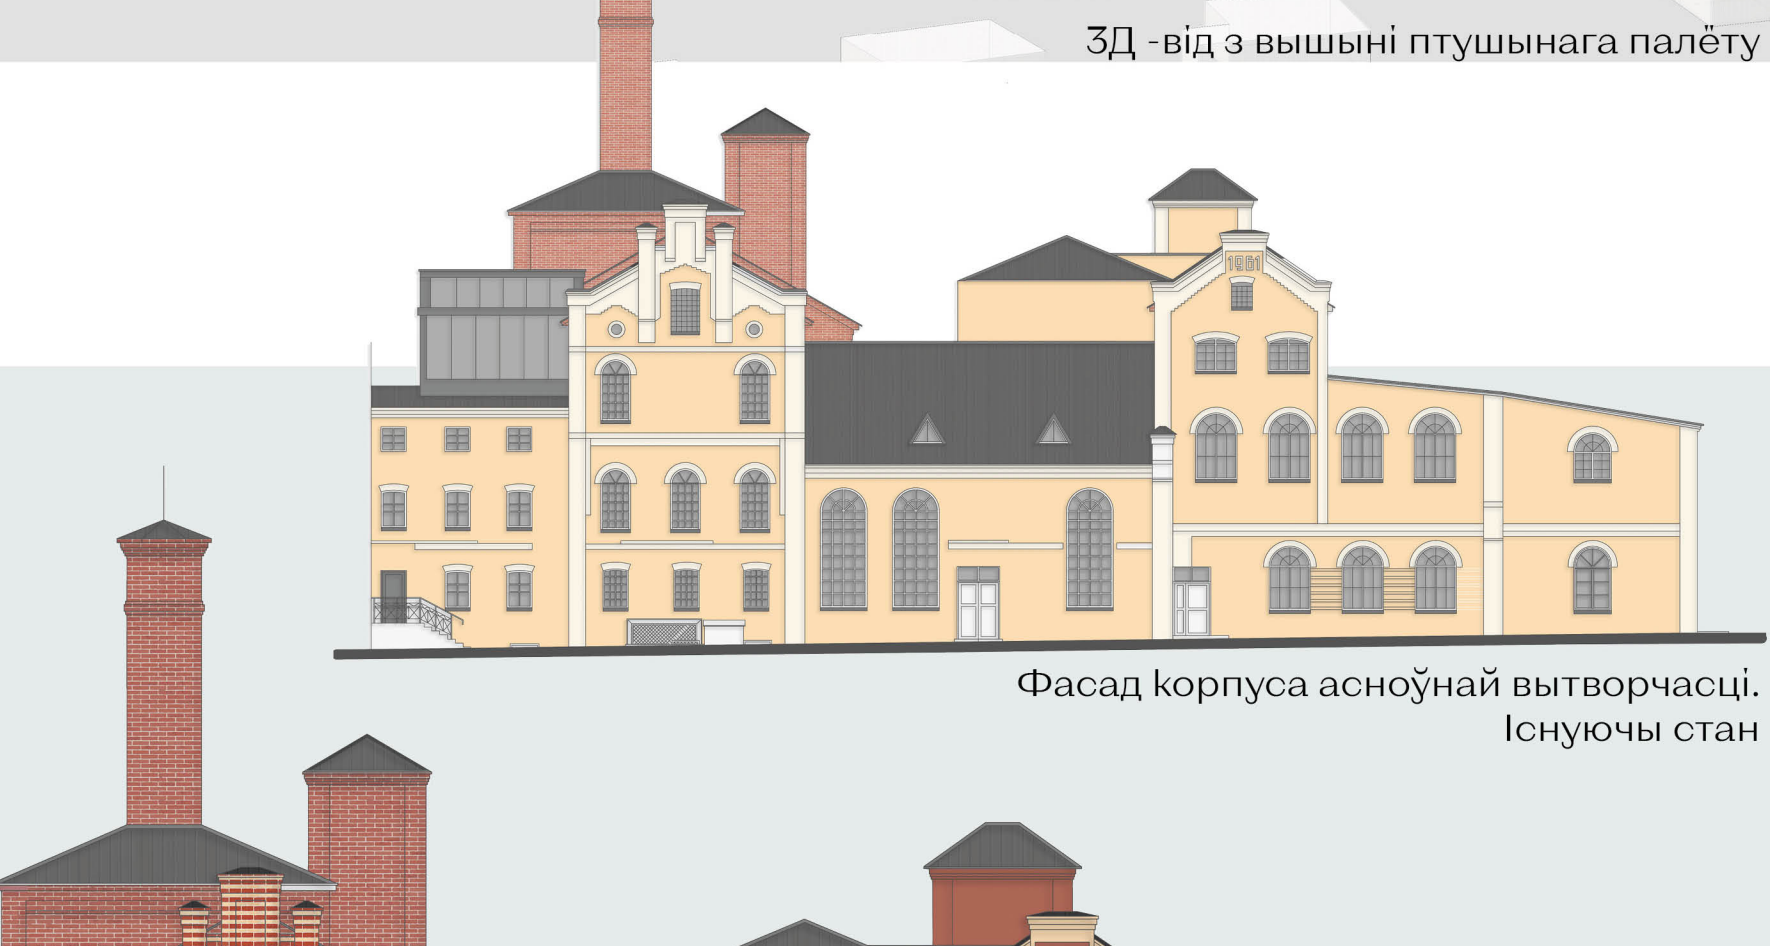 3Д -від з вышыні птушынага палёту
1961
Фасад корпуса асноўнай вытворчасці.
Існуючы стан